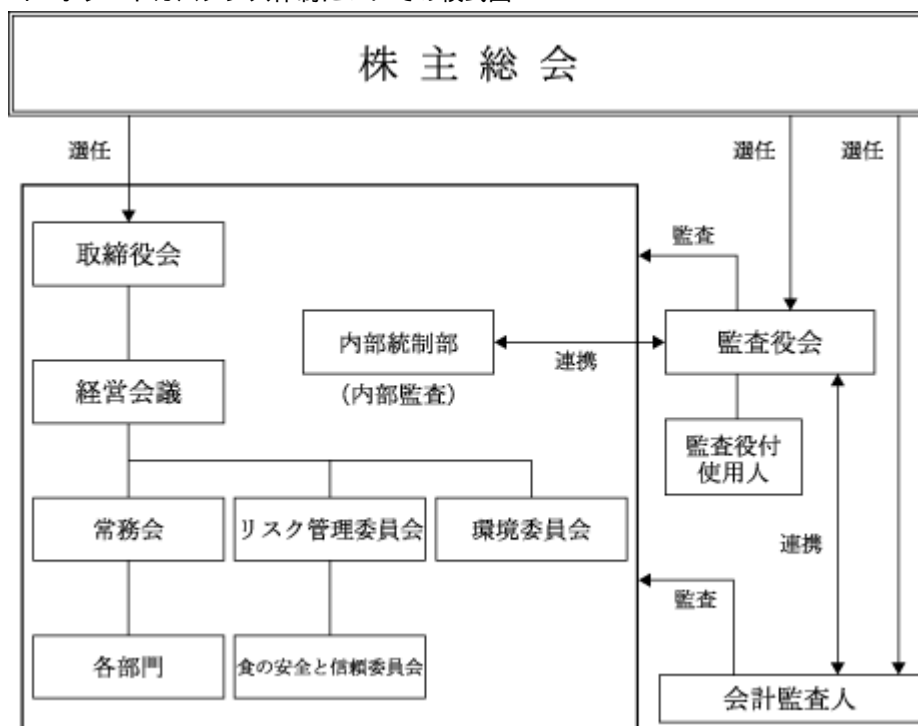 株主総会
選任
選任
選任
取締役会
監査
内部統制部
(内部監査)
連携
監査役会
経営会議
監査役付
使用人
常務会
リスク管理委員会
環境委員会
連携
監査
各部門
食の安全と信頼委員会
会計監査人